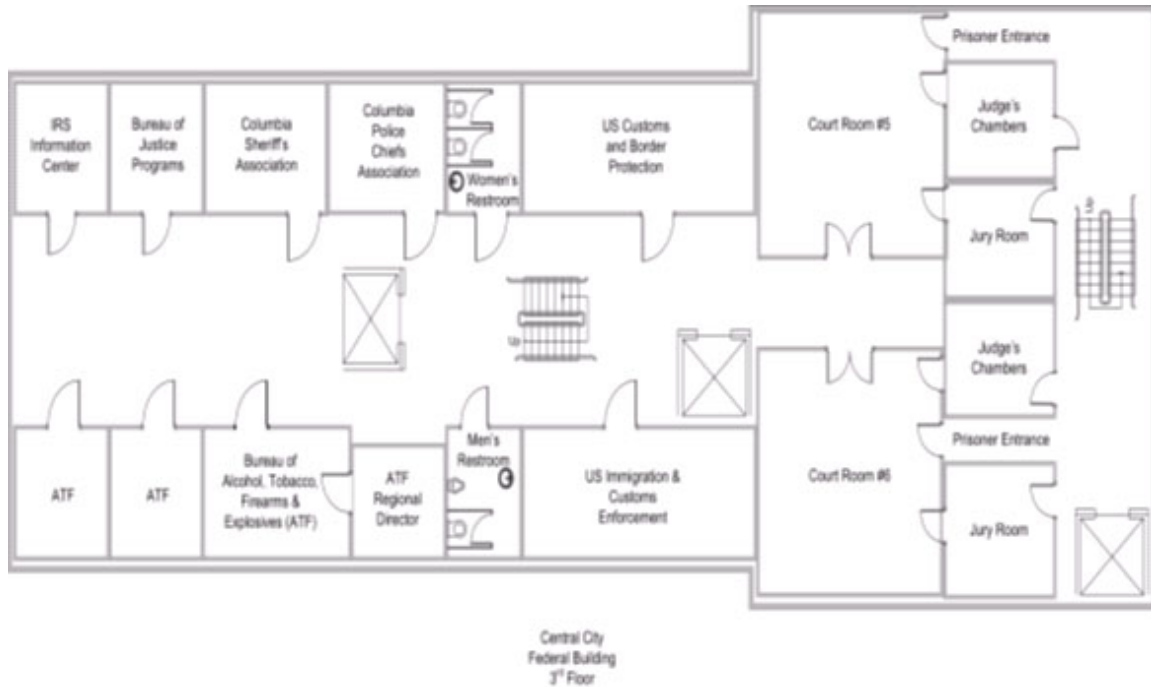 Prisoner Entrance
IRS
Information
Center
Bureau of
Justice
Programs
Columbia
Sheriff's
Association
Columbia
Police
Chiefs
Association
Women's
Restroom
US Customs
and Border
Protection
Court Room #5
Judge's
Chambers
Jury Room
Up
Up
Judge's
Chambers
Prisoner Entrance
ATF
ATF
Bureau of
Alcohol, Tobacco,
Firearms &
Explosives (ATF)
ATF
Regional
Director
Men's
Restroom
US Immigration &
Customs
Enforcement
Court Room #6
Jury Room
Central City
Federal Building
3rd Floor